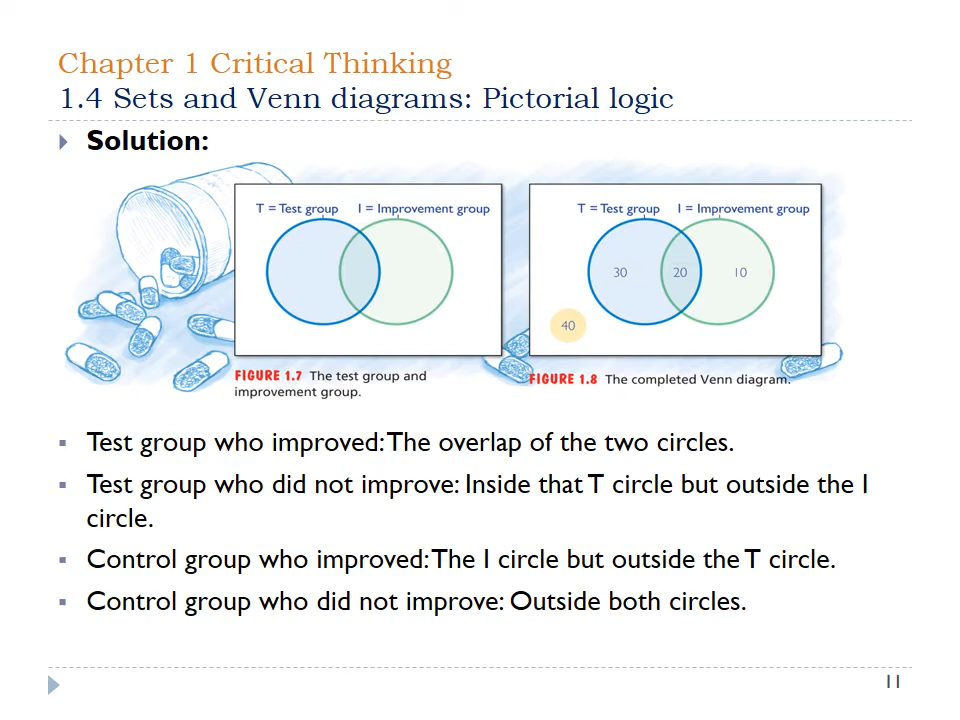 Chapter 1 Critical Thinking
1.4 Sets and Venn diagrams: Pictorial logic
Solution:
T = Test group I = Improvement group
FIGURE 1.7 The test group and
improvement group.
T = Test group I = Improvement group
30 20 10
40
FIGURE 1.8 The completed Venn diagram.
▪ Test group who improved: The overlap of the two circles.
▪ Test group who did not improve: Inside that T circle but outside the I
circle.
▪ Control group who improved: The I circle but outside the T circle.
▪ Control group who did not improve: Outside both circles.
11